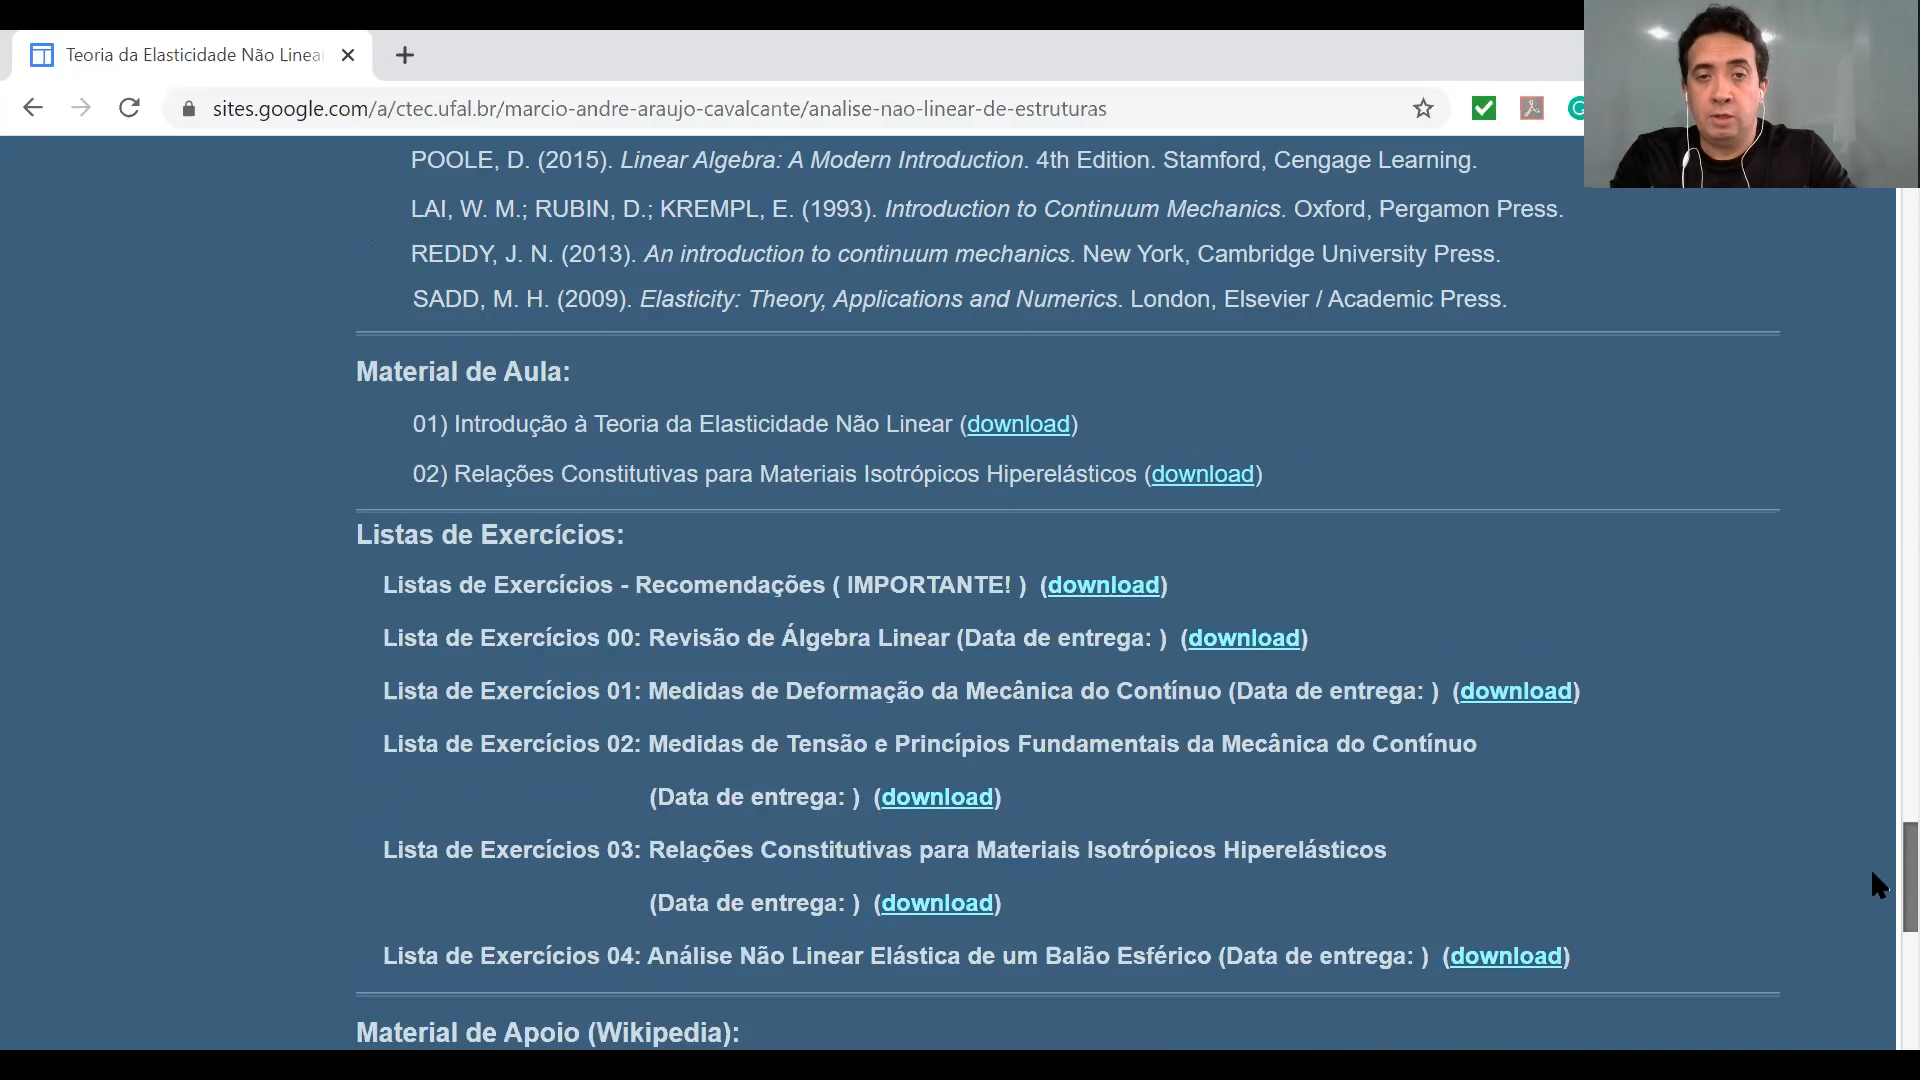 Teoria da Elasticidade Não Linea
sites.google.com/a/ctec.ufal.br/marcio-andre-araujo-cavalcante/analise-nao-linear-de-estruturas
POOLE, D. (2015). Linear Algebra: A Modern Introduction. 4th Edition. Stamford, Cengage Learning.
LAI, W. M.; RUBIN, D.; KREMPL, E. (1993). Introduction to Continuum Mechanics. Oxford, Pergamon Press.
REDDY, J. N. (2013). An introduction to continuum mechanics. New York, Cambridge University Press.
SADD, M. H. (2009). Elasticity: Theory, Applications and Numerics. London, Elsevier / Academic Press.
Material de Aula:
01) Introdução à Teoria da Elasticidade Não Linear (download)
02) Relações Constitutivas para Materiais Isotrópicos Hiperelásticos (download)
Listas de Exercícios:
Listas de Exercícios - Recomendações ( IMPORTANTE! ) (download)
Lista de Exercícios 00: Revisão de Álgebra Linear (Data de entrega: ) (download)
Lista de Exercícios 01: Medidas de Deformação da Mecânica do Contínuo (Data de entrega: ) (download)
Lista de Exercícios 02: Medidas de Tensão e Princípios Fundamentais da Mecânica do Contínuo
(Data de entrega: ) (download)
Lista de Exercícios 03: Relações Constitutivas para Materiais Isotrópicos Hiperelásticos
(Data de entrega: ) (download)
Lista de Exercícios 04: Análise Não Linear Elástica de um Balão Esférico (Data de entrega: ) (download)
Material de Apoio (Wikipedia):